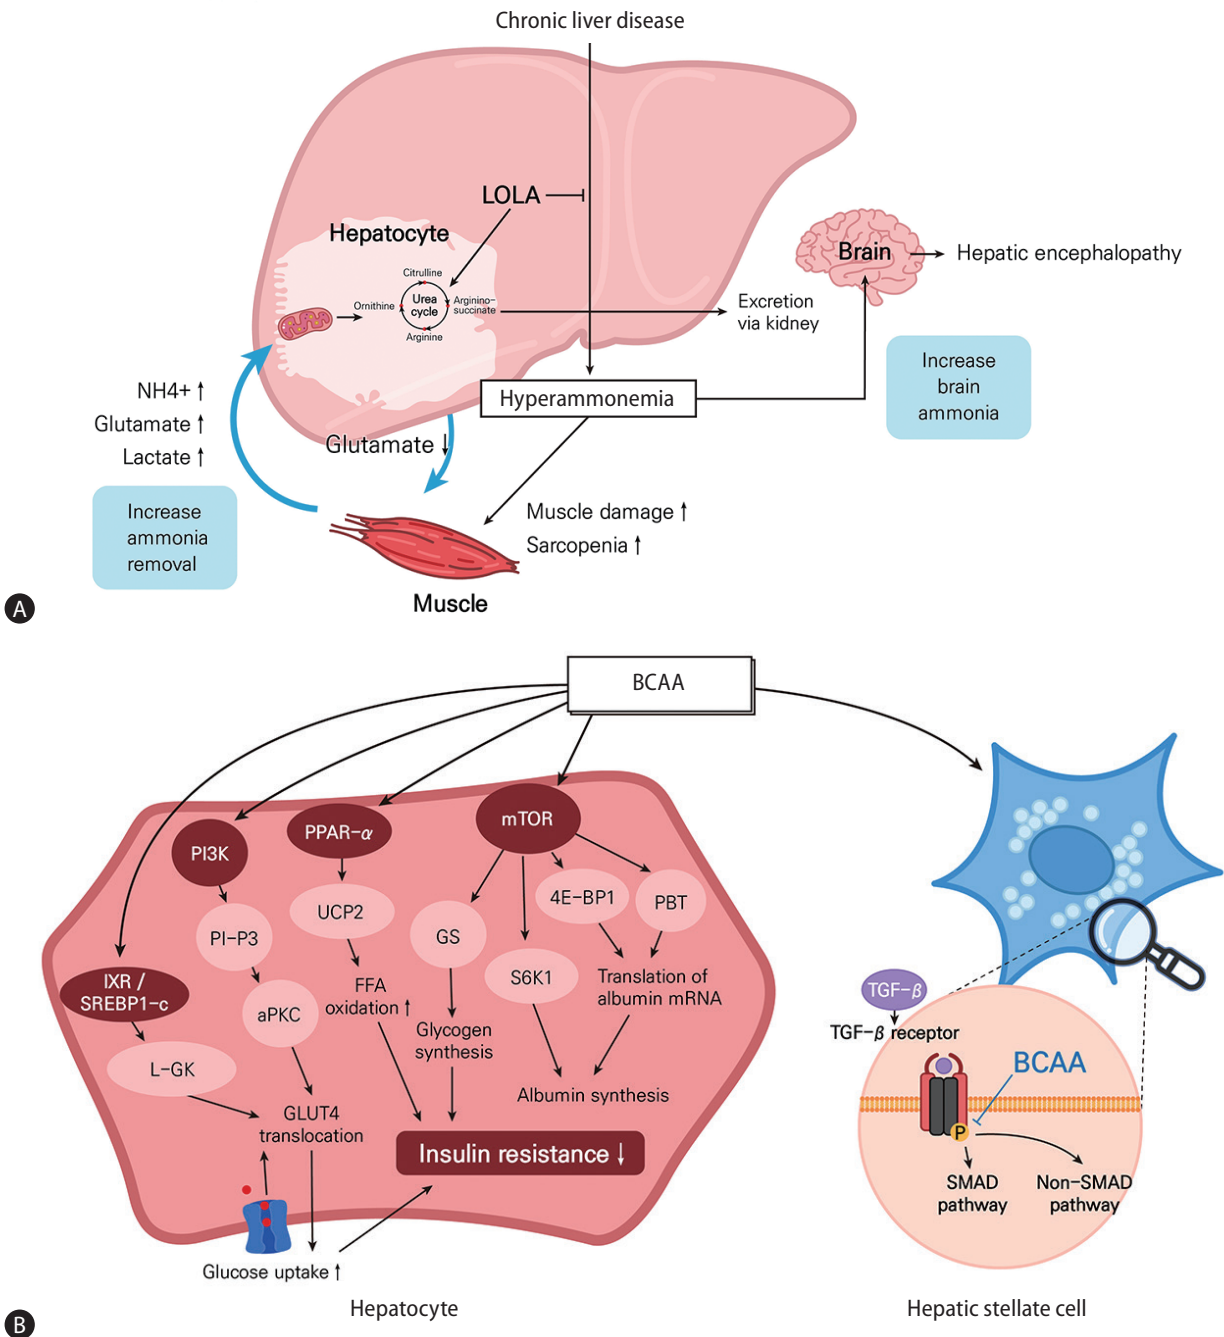 Chronic liver disease
LOLA
Hepatocyte
Citrulline
Ornithine
Urea
cycle
Arginino-
succinate
Arginine
Brain
Hepatic encephalopathy
Excretion
via kidney
Increase
brain
ammonia
Hyperammonemia
NH4+ ↑
Glutamate ↑
Lactate ↑
Glutamate ↓
Increase
ammonia
removal
Muscle damage ↑
Sarcopenia ↑
Muscle
A
BCAA
PI3K
PPAR-α
mTOR
PI-P3
UCP2
GS
4E-BP1
PBT
IXR /
SREBP1-c
aPKC
FFA
oxidation ↑
S6K1
Translation of
albumin mRNA
L-GK
Glycogen
synthesis
GLUT4
translocation
Albumin synthesis
Insulin resistance ↓
Glucose uptake ↑
Hepatocyte
TGF-β
TGF-β receptor
BCAA
P
SMAD
pathway
Non-SMAD
pathway
Hepatic stellate cell
B